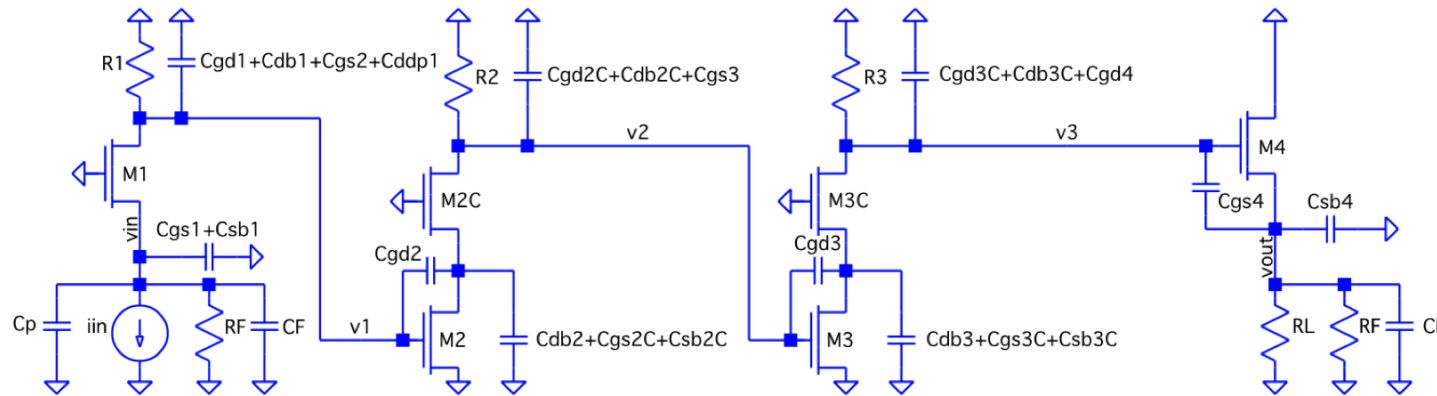 R1
Cgd1+Cdb1+Cgs2+Cddp1
M1
vin
Cgs1+Csb1
Cp
iin
RF
CF
v1
R2
Cgd2C+Cdb2C+Cgs3
v2
M2C
Cgd2
M2
Cdb2+Cgs2C+Csb2C
R3
Cgd3C+Cdb3C+Cgd4
v3
M3C
Cgd3
M3
Cdb3+Cgs3C+Csb3C
M4
Cgs4
Csb4
vout
RL
RF